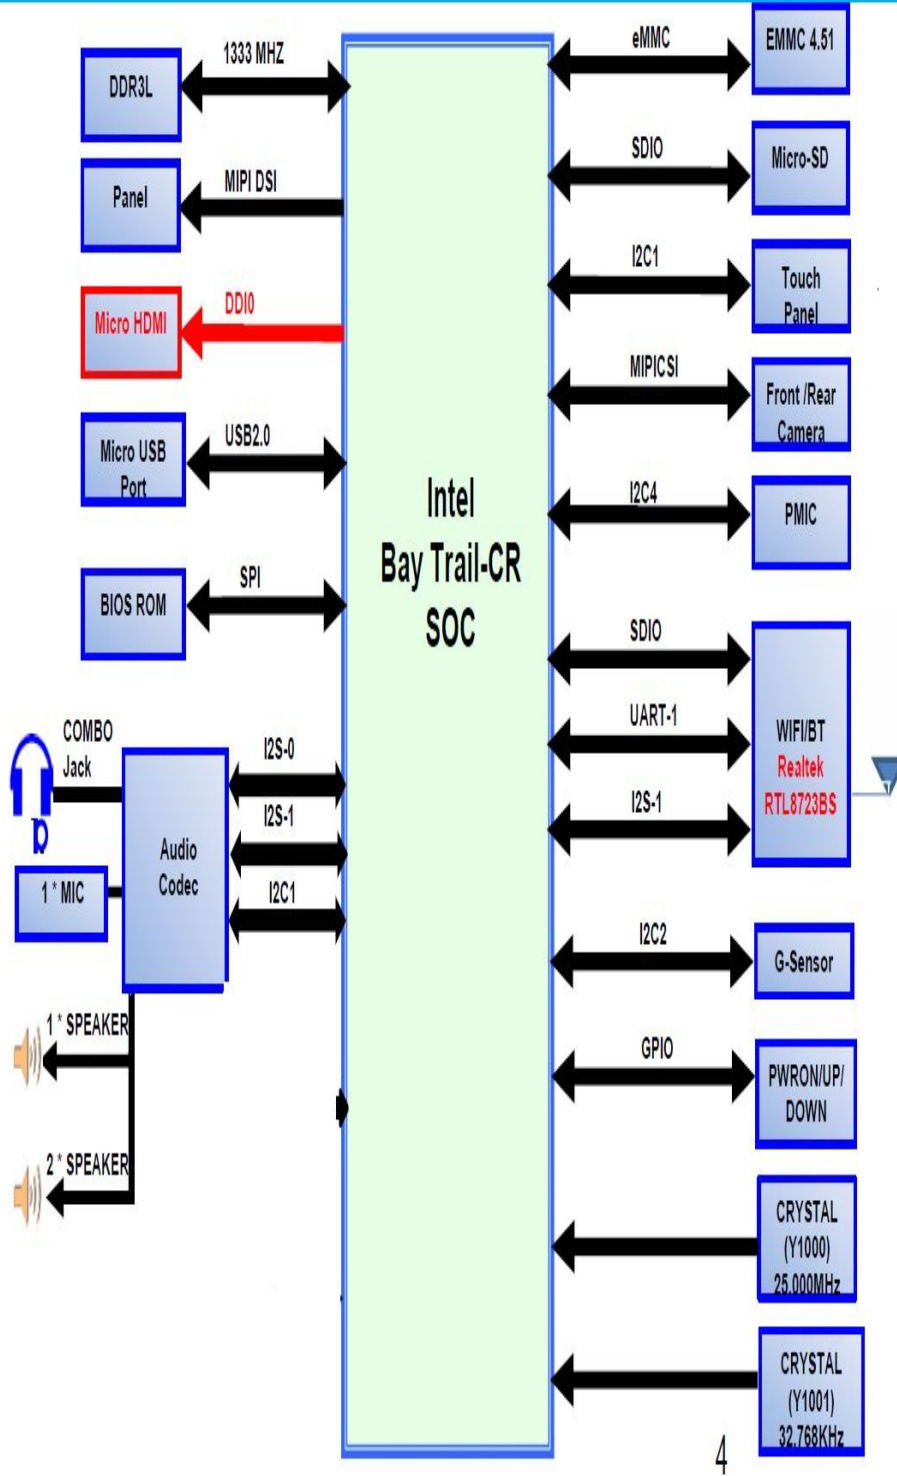 1333 MHZ
DDR3L
MIPI DSI
Panel
DDI0
Micro HDMI
USB2.0
Micro USB
Port
SPI
BIOS ROM
COMBO
Jack
I2S-0
I2S-1
I2C1
Audio
Codec
1 * MIC
1 * SPEAKER
2 * SPEAKER
Intel
Bay Trail-CR
SOC
eMMC
EMMC 4.51
SDIO
Micro-SD
I2C1
Touch
Panel
MIPICSI
Front /Rear
Camera
I2C4
PMIC
SDIO
UART-1
I2S-1
WIFI/BT
Realtek
RTL8723BS
I2C2
G-Sensor
GPIO
PWRON/UP/
DOWN
CRYSTAL
(Y1000)
25.000MHz
CRYSTAL
(Y1001)
32.768KHz
4